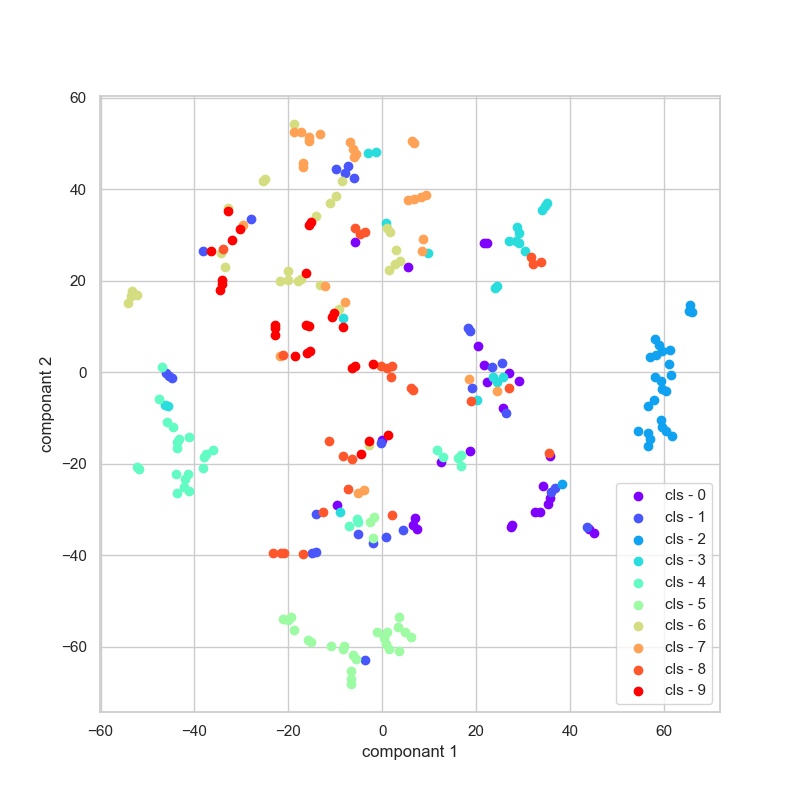 60
40
20
0
−20
−40
−60
componant 2
−60
−40
−20
0
20
40
60
componant 1
cls - 0
cls - 1
cls - 2
cls - 3
cls - 4
cls - 5
cls - 6
cls - 7
cls - 8
cls - 9